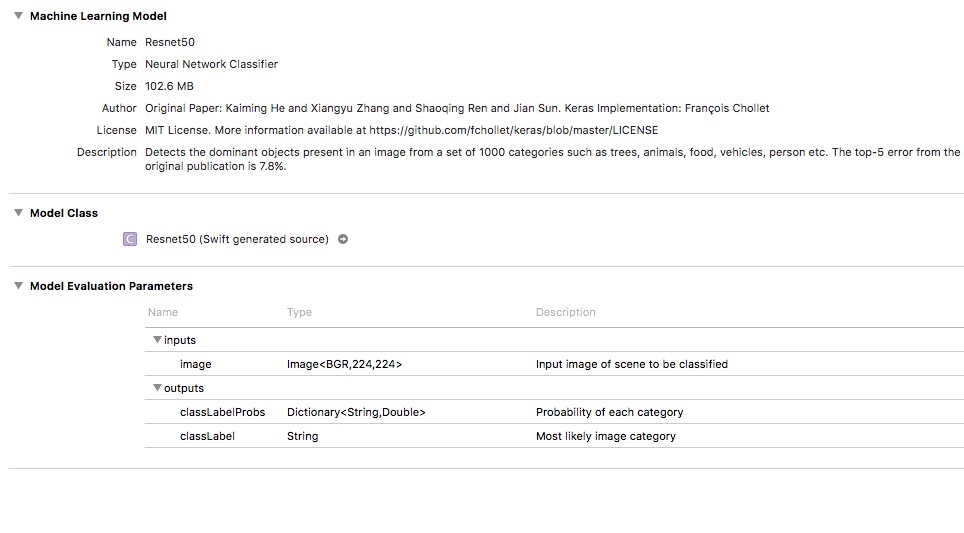 Machine Learning Model
Name Resnet50
Type Neural Network Classifier
Size 102.6 MB
Author Original Paper: Kaiming He and Xiangyu Zhang and Shaoqing Ren and Jian Sun. Keras Implementation: François Chollet
License MIT License. More information available at https://github.com/fchollet/keras/blob/master/LICENSE
Description Detects the dominant objects present in an image from a set of 1000 categories such as trees, animals, food, vehicles, person etc. The top-5 error from the
original publication is 7.8%.
Model Class
C Resnet50 (Swift generated source)
Model Evaluation Parameters
Name Type Description
inputs
image Image<BGR,224,224> Input image of scene to be classified
outputs
classLabelProbs Dictionary<String,Double> Probability of each category
classLabel String Most likely image category